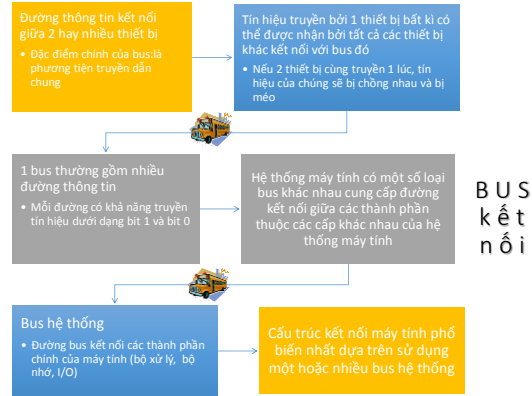 Đường thông tin kết nối
giữa 2 hay nhiều thiết bị
• Đặc điểm chính của bus:là
phương tiện truyền dẫn
chung
Tín hiệu truyền bởi 1 thiết bị bất kì có
thể được nhận bởi tất cả các thiết bị
khác kết nối với bus đó
• Nếu 2 thiết bị cùng truyền 1 lúc, tín
hiệu của chúng sẽ bị chồng nhau và bị
méo
1 bus thường gồm nhiều
đường thông tin
• Mỗi đường có khả năng truyền
tín hiệu dưới dạng bit 1 và bit 0
Hệ thống máy tính có một số loại
bus khác nhau cung cấp đường
kết nối giữa các thành phần
thuộc các cấp khác nhau của hệ
thống máy tính
BUS
kết
nối
Bus hệ thống
• Đường bus kết nối các thành phần
chính của máy tính (bộ xử lý, bộ
nhớ, I/O)
Cấu trúc kết nối máy tính phổ
biến nhất dựa trên sử dụng
một hoặc nhiều bus hệ thống